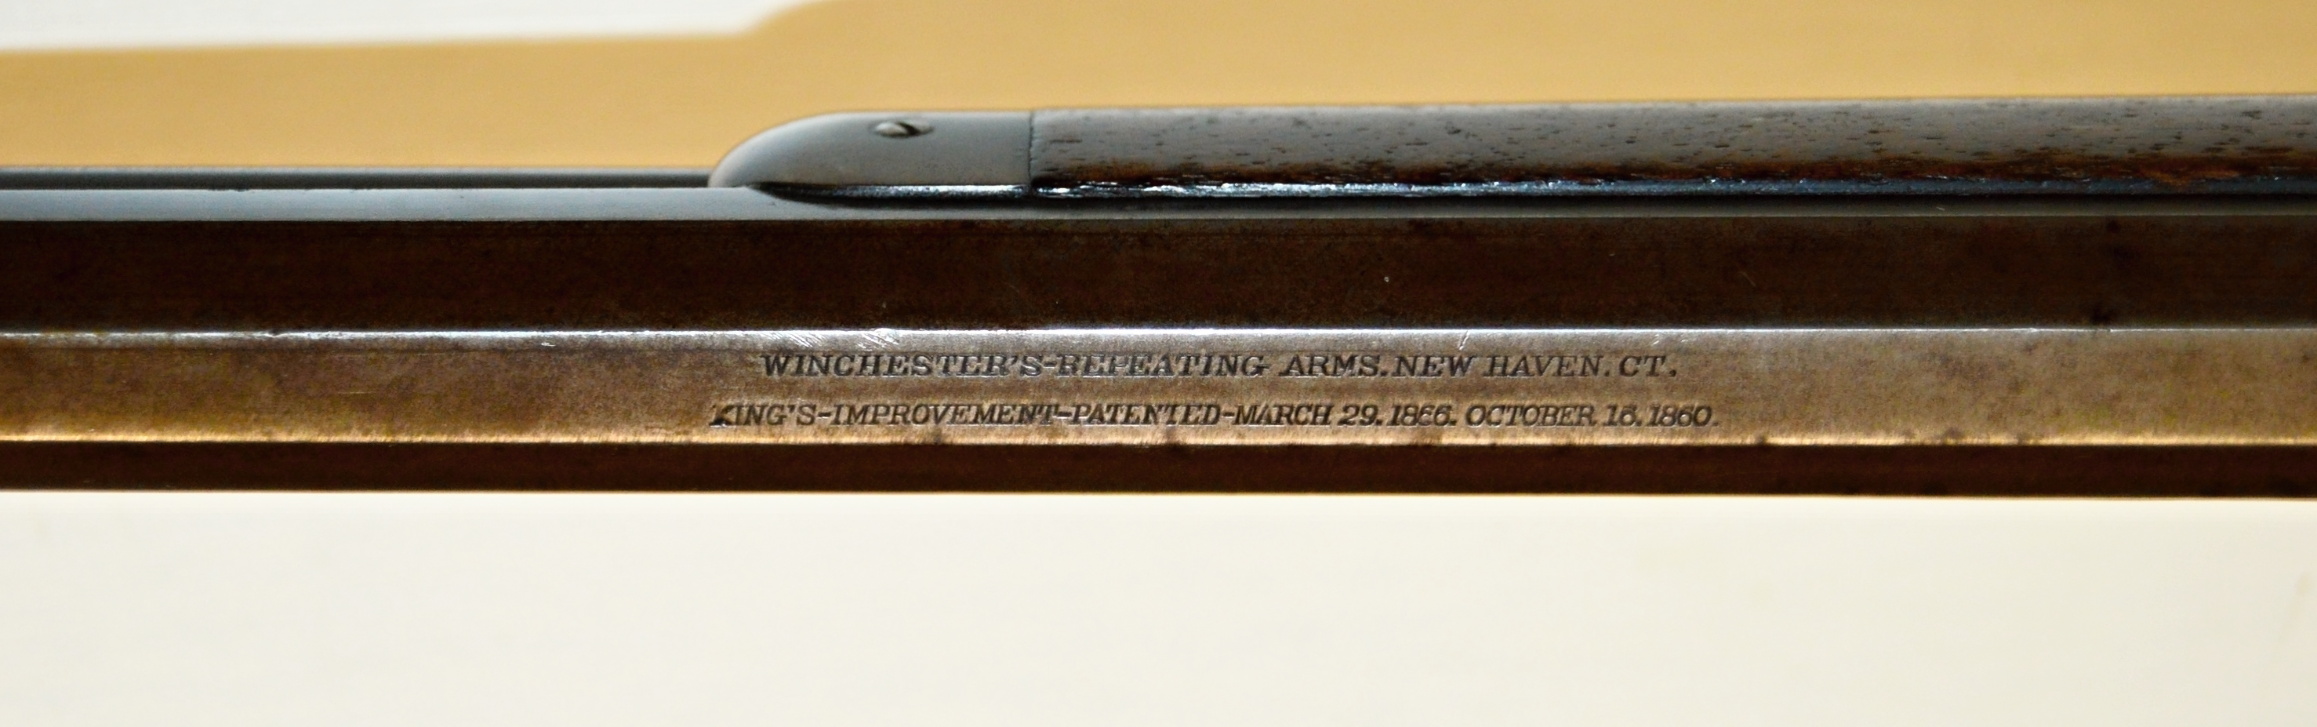 WINCHESTER'S-REPEATING ARMS.NEW HAVEN.CT.
KING'S-IMPROVEMENT-PATENTED-MARCH 29.1866. OCTOBER 16.1860.